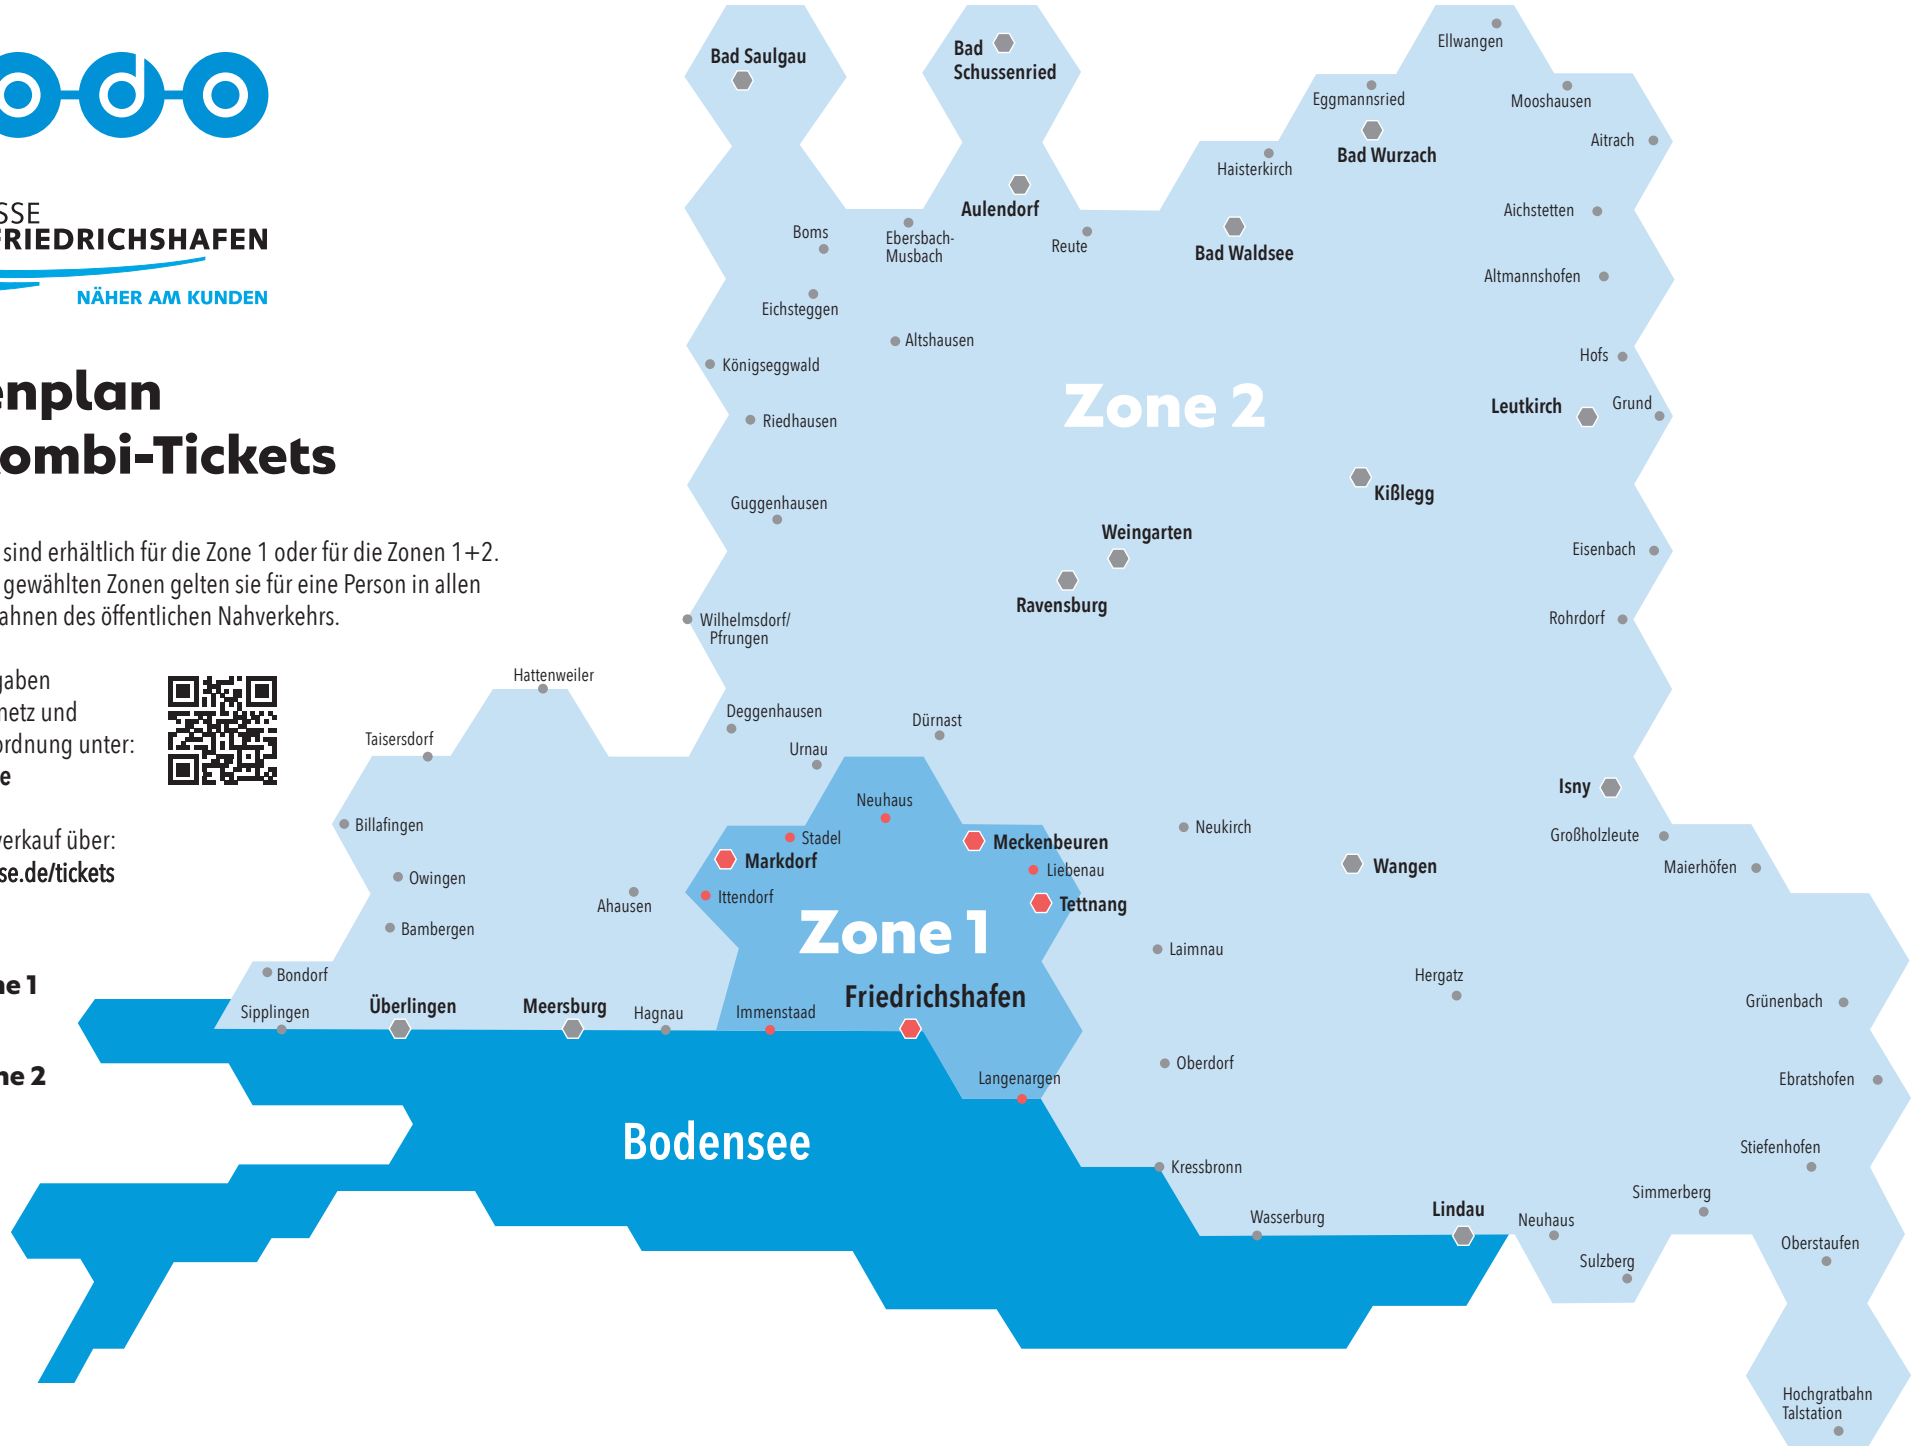 odo
SSE
FRIEDRICHSHAFEN
NÄHER AM KUNDEN
enplan
ombi-Tickets
sind erhältlich für die Zone 1 oder für die Zonen 1+2.
gewählten Zonen gelten sie für eine Person in allen
ahnen des öffentlichen Nahverkehrs.
gaben
netz und
ordnung unter:
e
verkauf über:
se.de/tickets
ne 1
ne 2
Bad Saulgau
Bad
Schussenried
Ellwangen
Eggmannsried
Mooshausen
Bad Wurzach
Aitrach
Haisterkirch
Aulendorf
Aichstetten
Boms
Ebersbach-
Musbach
Reute
Bad Waldsee
Altmannshofen
Eichsteggen
Altshausen
Königseggwald
Hofs
Zone 2
Leutkirch
Grund
Riedhausen
Kißlegg
Guggenhausen
Weingarten
Eisenbach
Ravensburg
Wilhelmsdorf/
Pfrungen
Rohrdorf
Hattenweiler
Deggenhausen
Dürnast
Taisersdorf
Urnau
Isny
Neuhaus
Billafingen
Stadel
Meckenbeuren
Neukirch
Großholzleute
Markdorf
Liebenau
Wangen
Maierhöfen
Owingen
Ahausen
Ittendorf
Tettnang
Bambergen
Zone 1
Laimnau
Bondorf
Hergatz
Friedrichshafen
Grünenbach
Sipplingen
Überlingen
Meersburg
Hagnau
Immenstaad
Oberdorf
Langenargen
Ebratshofen
Bodensee
Stiefenhofen
Kressbronn
Simmerberg
Wasserburg
Lindau
Neuhaus
Oberstaufen
Sulzberg
Hochgratbahn
Talstation